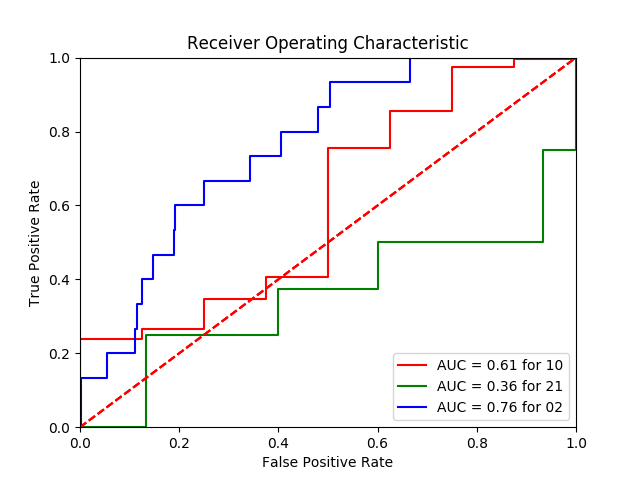 Receiver Operating Characteristic
1.0
0.8
0.6
0.4
0.2
0.0
True Positive Rate
AUC = 0.61 for 10
AUC = 0.36 for 21
AUC = 0.76 for 02
0.0 0.2 0.4 0.6 0.8 1.0
False Positive Rate